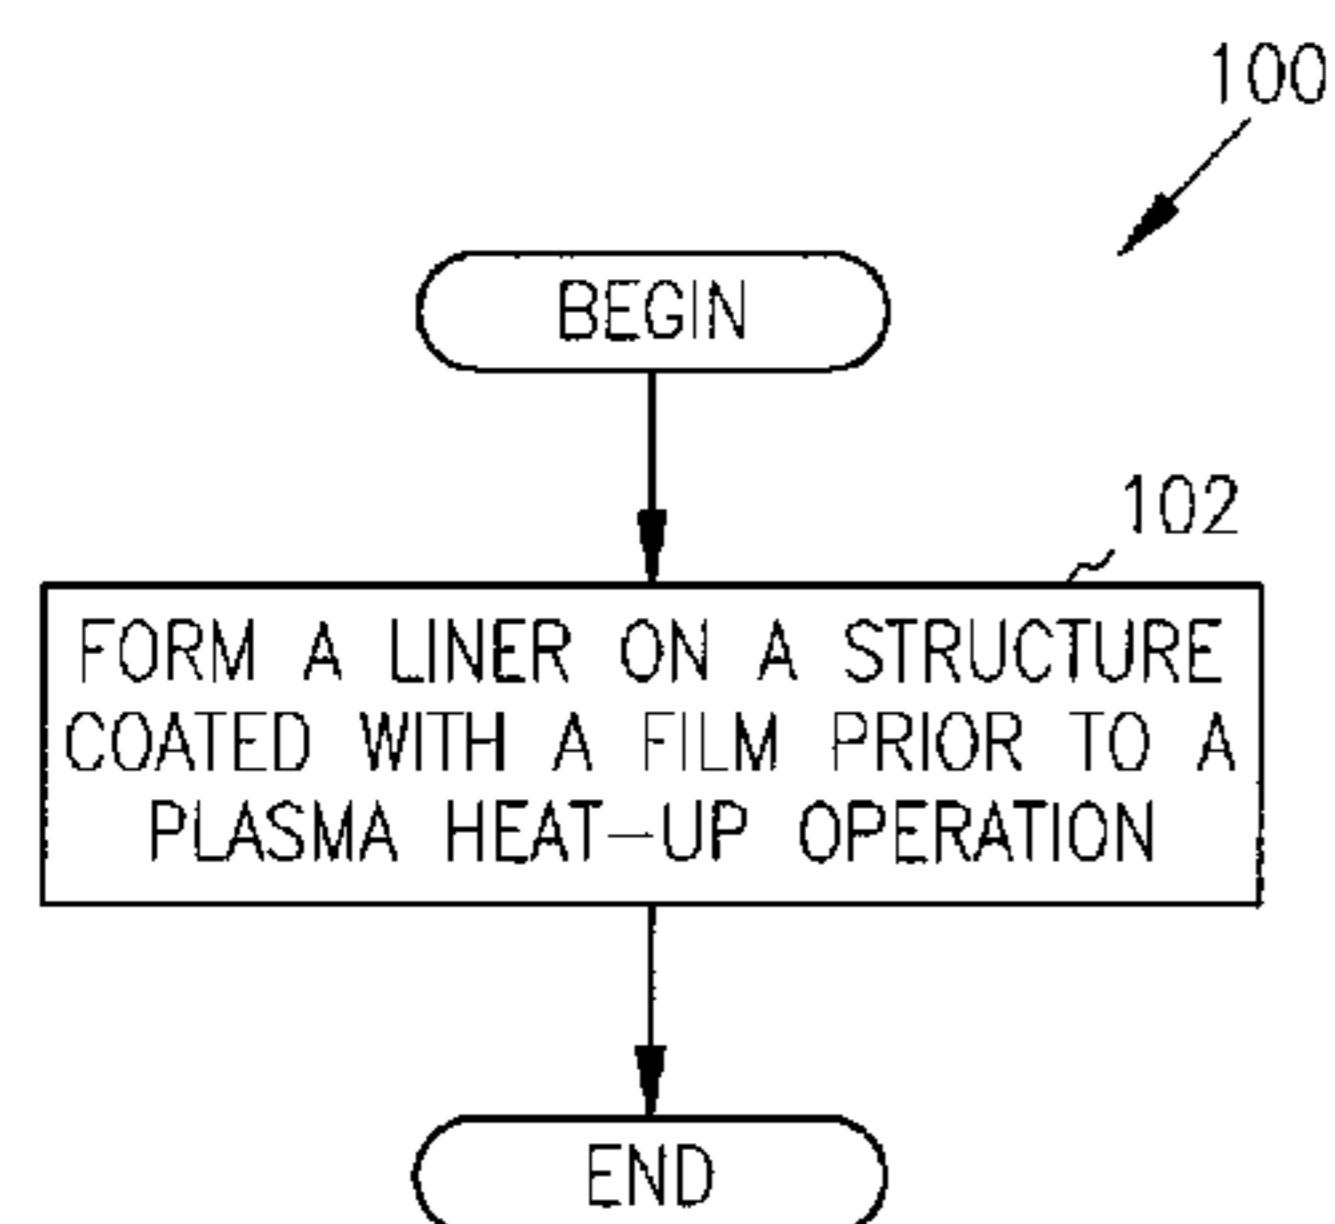 100
BEGIN
102
FORM A LINER ON A STRUCTURE
COATED WITH A FILM PRIOR TO A
PLASMA HEAT-UP OPERATION
END